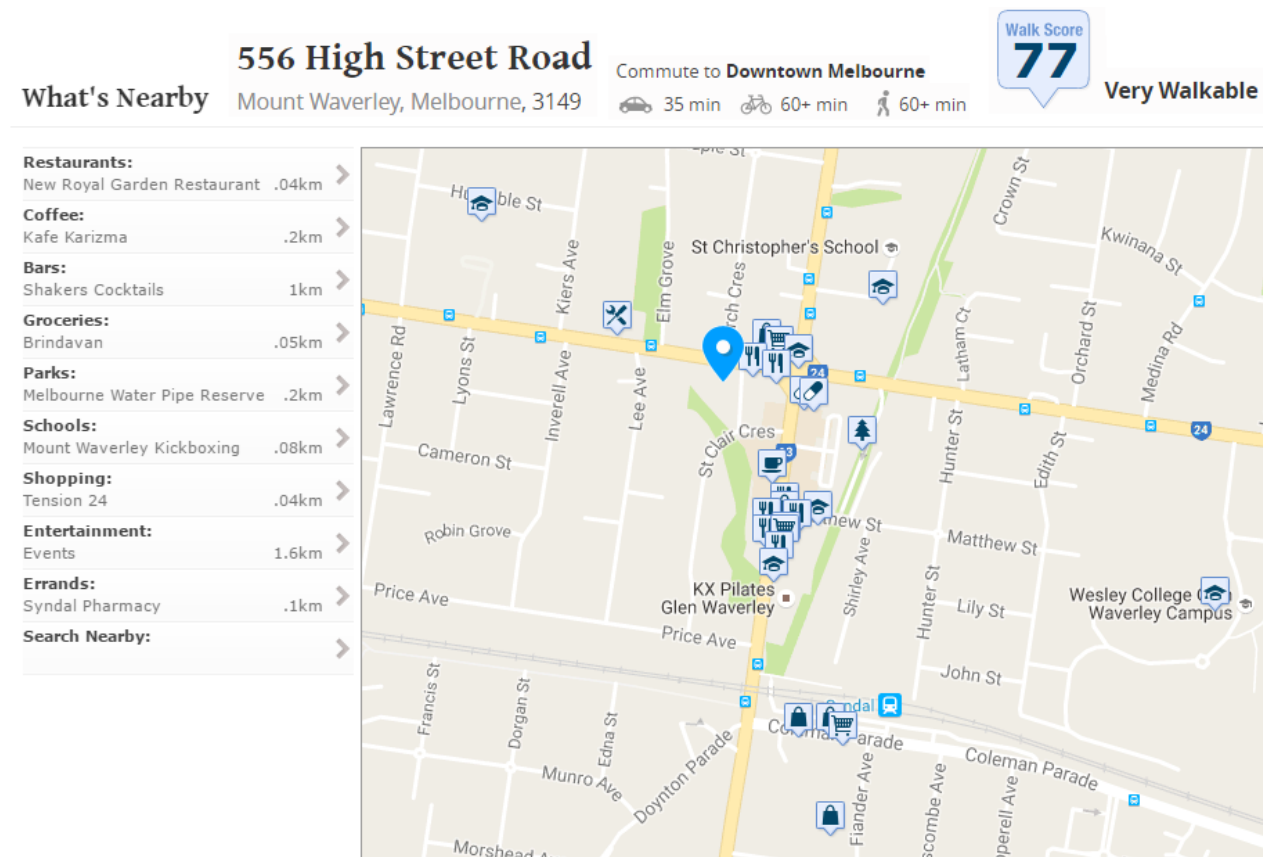 What's Nearby
556 High Street Road
Mount Waverley, Melbourne, 3149
Commute to Downtown Melbourne
35 min 60+ min 60+ min
Walk Score
77
Very Walkable
Restaurants:
New Royal Garden Restaurant .04km
Coffee:
Kafe Karizma .2km
Bars:
Shakers Cocktails 1km
Groceries:
Brindavan .05km
Parks:
Melbourne Water Pipe Reserve .2km
Schools:
Mount Waverley Kickboxing .08km
Shopping:
Tension 24 .04km
Entertainment:
Events 1.6km
Errands:
Syndal Pharmacy .1km
Search Nearby:
St Christopher's School
Crown St
Kwinana St
Kiers Ave
Elm Grove
Lawrence Rd
Lyons St
Inverell Ave
Lee Ave
Latham Ct
Orchard St
Medina Rd
24
24
St Clair Cres
Cameron St
Hunter St
Edith St
Robin Grove
Matthew St
Shirley Ave
KX Pilates
Glen Waverley
Price Ave
Price Ave
Hunter St
Lily St
Wesley College
Waverley Campus
John St
Francis St
Dorgan St
Edna St
Munro Ave
Doynton Parade
Parade
Coleman Parade
Fiander Ave
Morshead